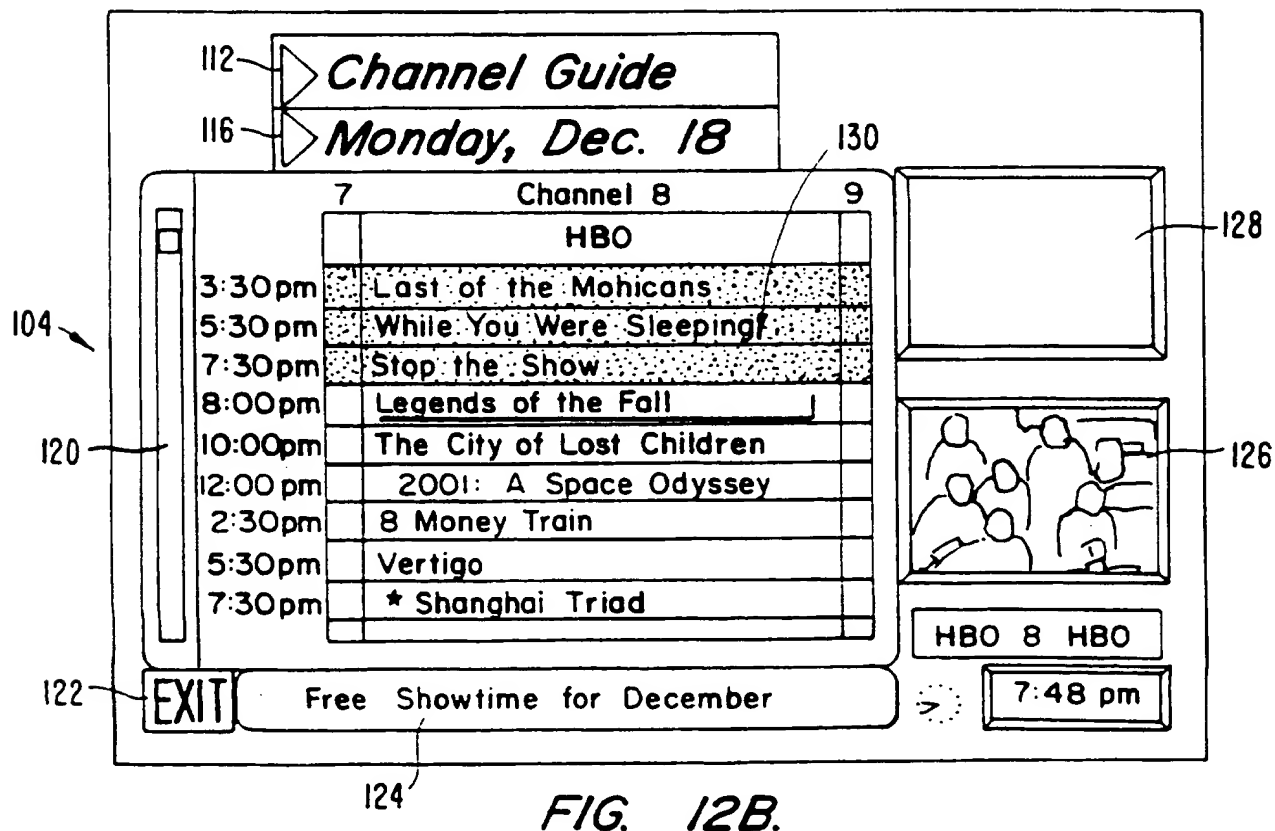 112
Channel Guide
116
Monday, Dec. 18
130
7 Channel 8 9
HBO
128
3:30pm Last of the Mohicans
104
5:30pm While You Were Sleeping
7:30pm Stop the Show
8:00pm Legends of the Fall
120
10:00pm The City of Lost Children
126
12:00 pm 2001: A Space Odyssey
2:30pm 8 Money Train
5:30pm Vertigo
7:30pm * Shanghai Triad
HBO 8 HBO
122
EXIT
Free Showtime for December
7:48 pm
124
FIG. 12B.